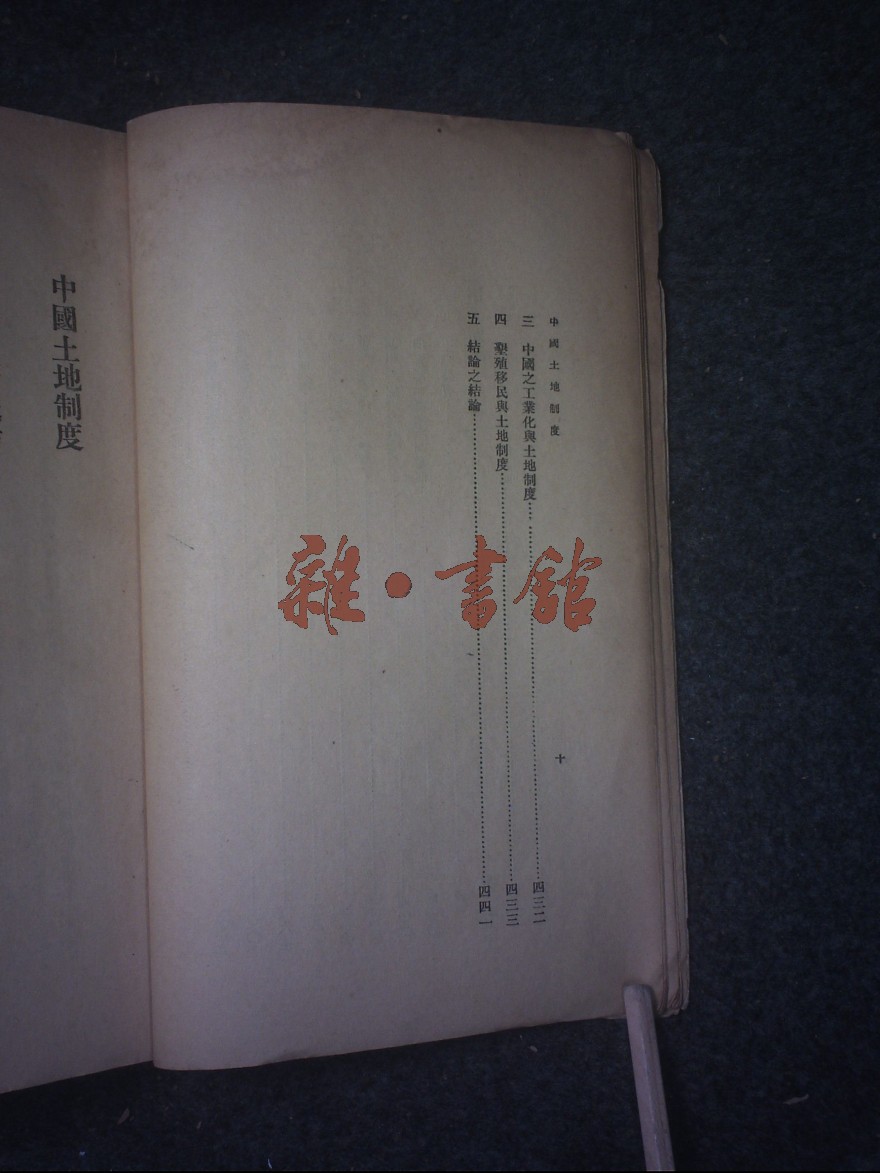 中國土地制度
十
三 中國之工業化與土地制度……四二二
四 墾殖移民與土地制度……四三三
五 結論之結論……四四一
中國土地制度
雜·書館